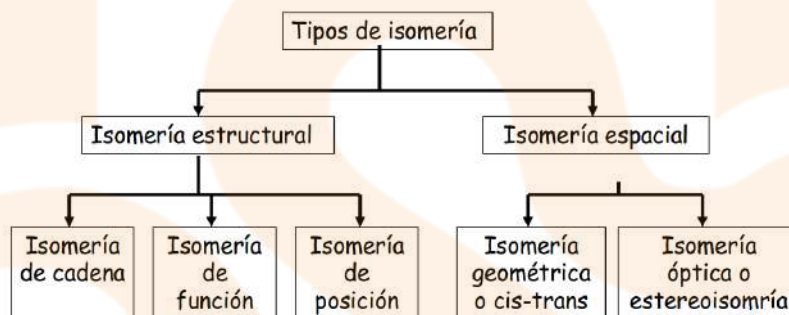 Tipos de isomería
Isomería estructural
Isomería espacial
Isomería
de cadena
Isomería
de
función
Isomería
de
posición
Isomería
geométrica
o cis-trans
Isomería
óptica o
estereoisomría